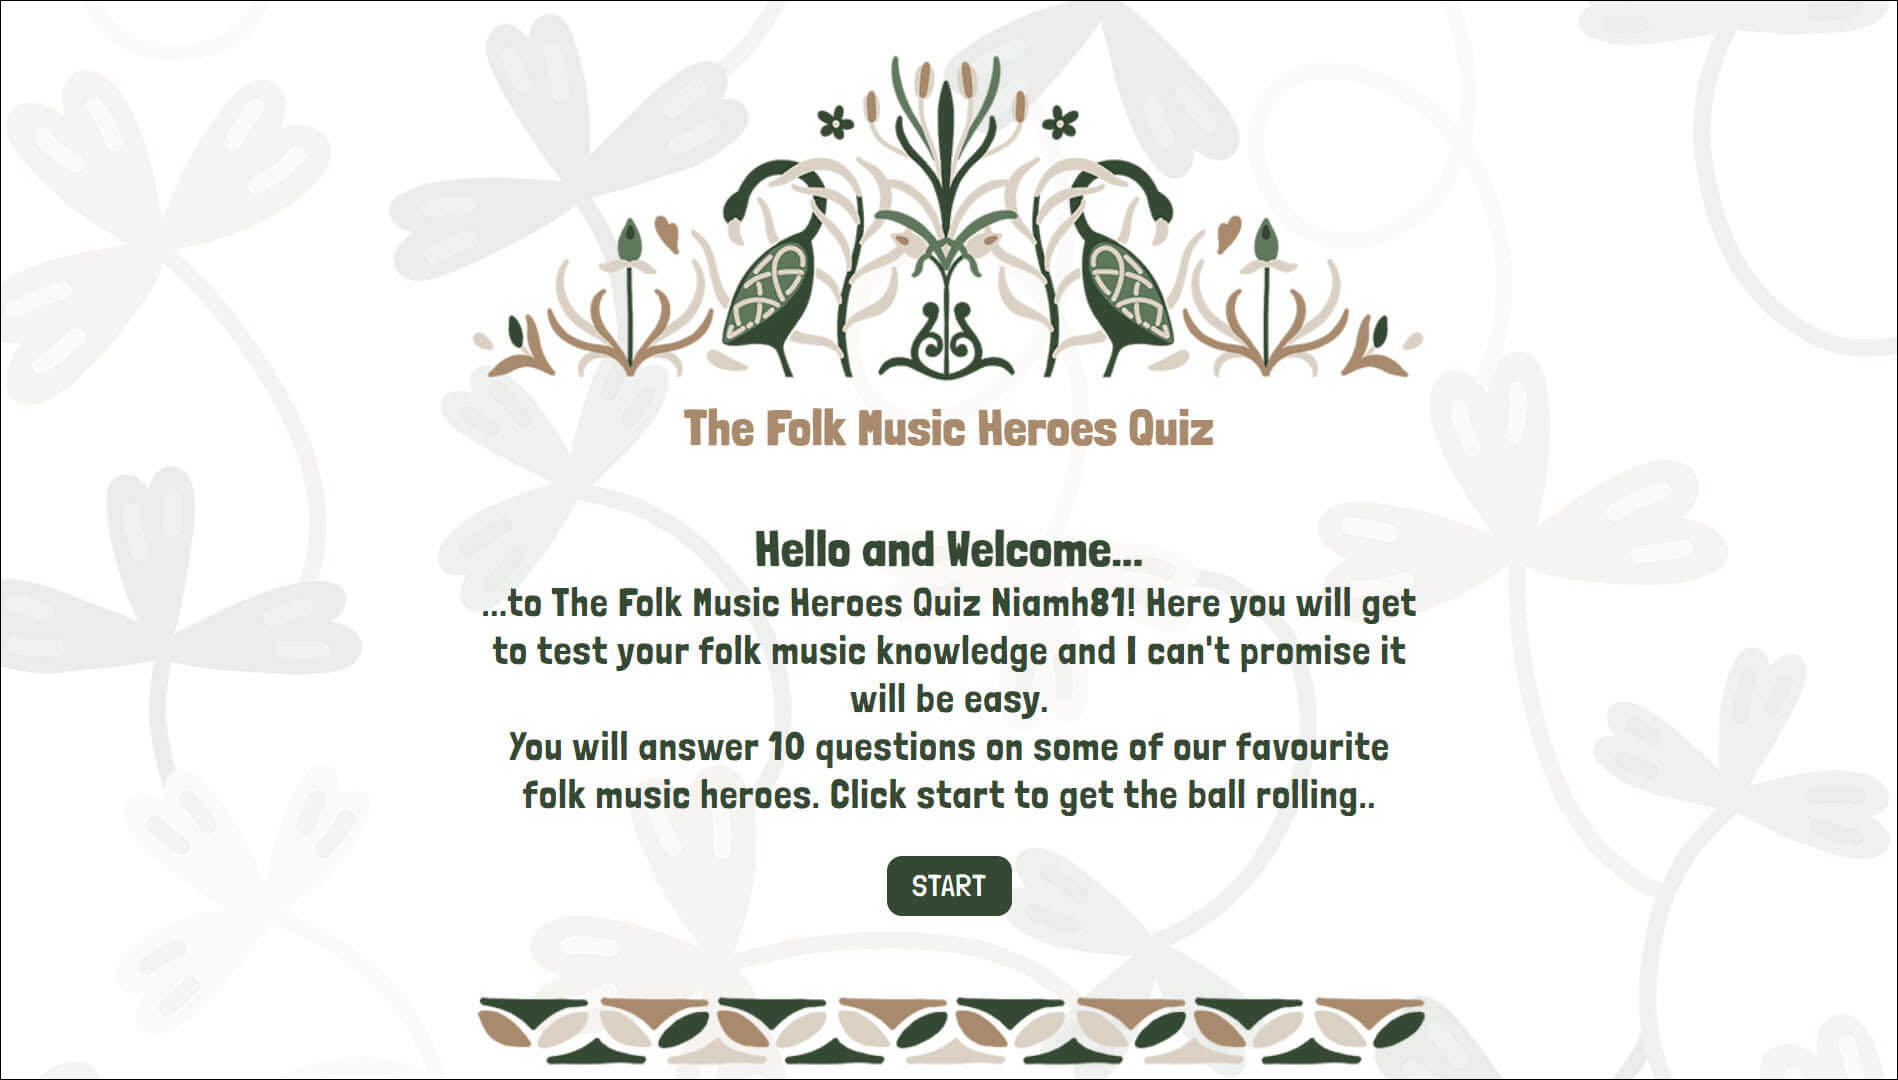 The Folk Music Heroes Quiz
Hello and Welcome...
...to The Folk Music Heroes Quiz Niamh81! Here you will get
to test your folk music knowledge and I can't promise it
will be easy.
You will answer 10 questions on some of our favourite
folk music heroes. Click start to get the ball rolling..
START